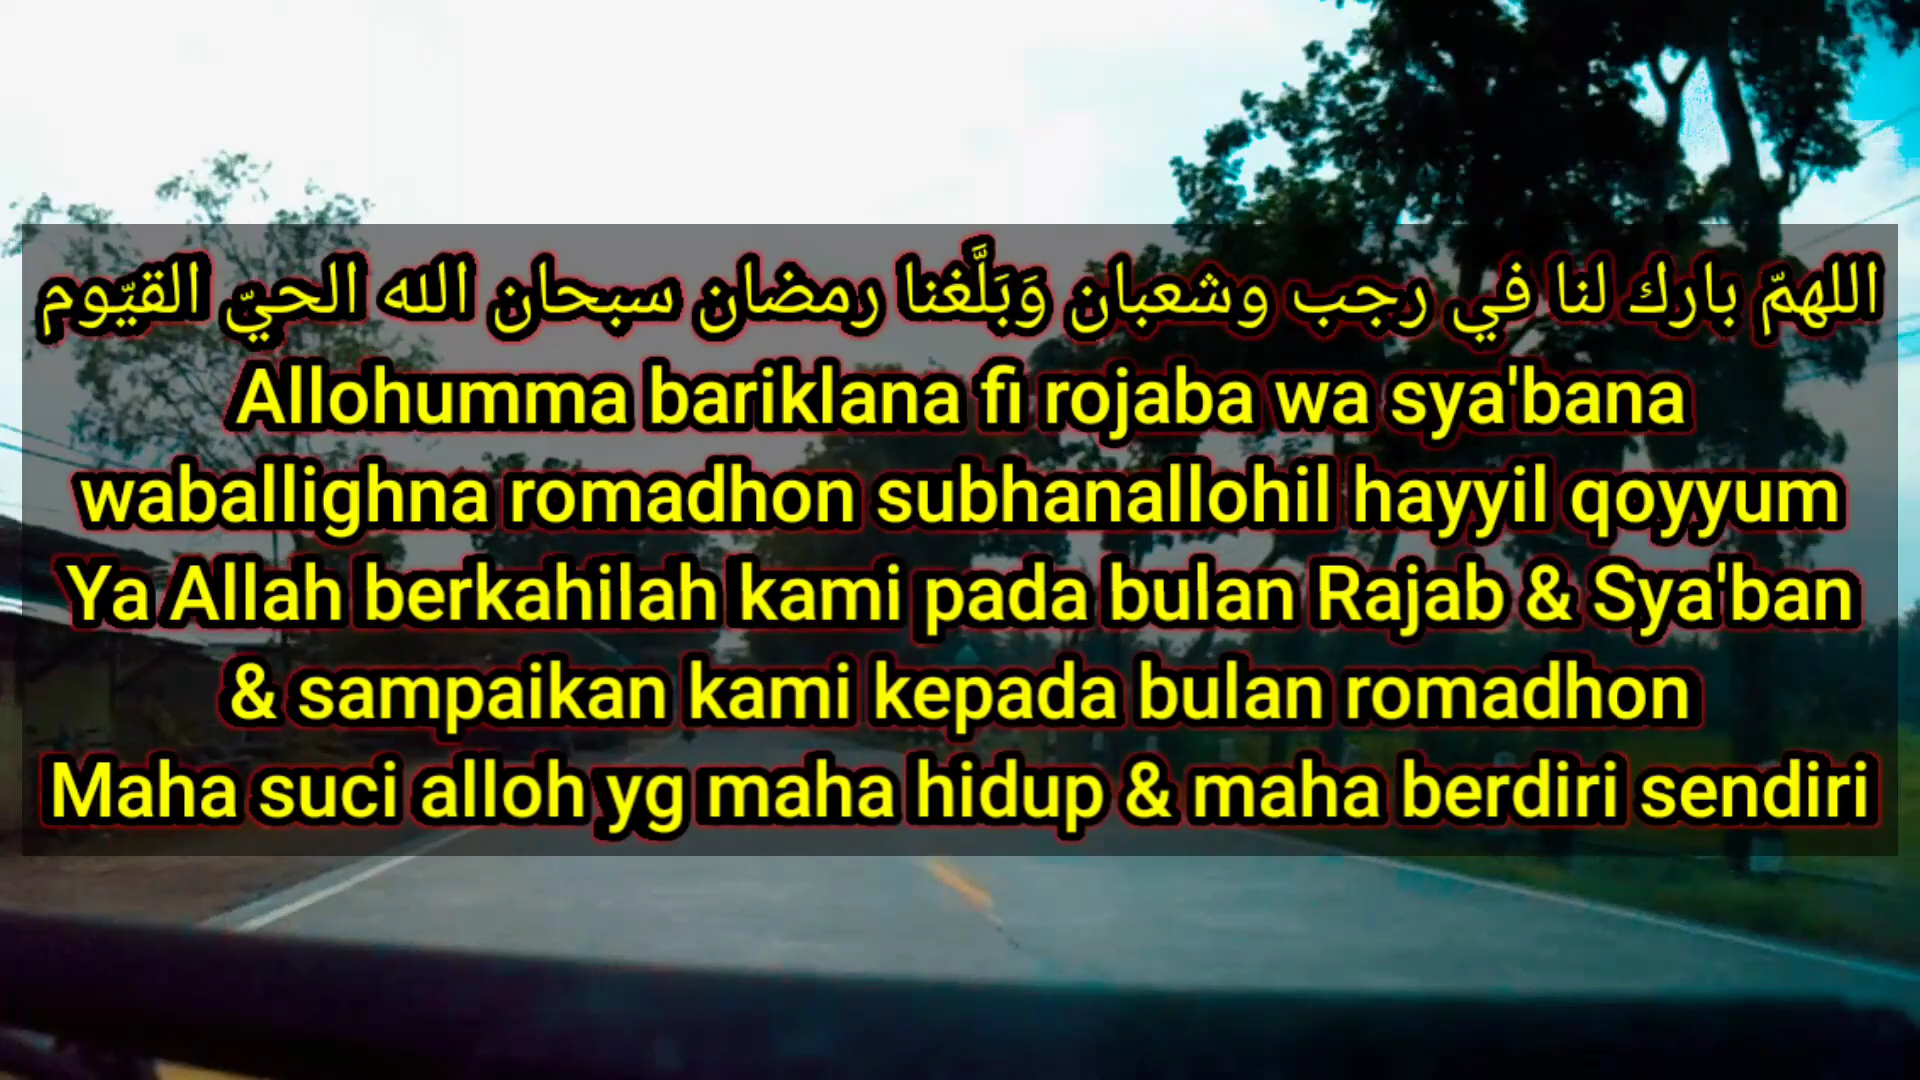 اللهمّ بارك لنا في رجب وشعبان وَبَلَّغنا رمضان سبحان الله الحيّ القيّوم
Allohumma bariklana fi rojaba wa sya'bana
waballighna romadhon subhanallohil hayyil qoyyum
Ya Allah berkahilah kami pada bulan Rajab & Sya'ban
& sampaikan kami kepada bulan romadhon
Maha suci alloh yg maha hidup & maha berdiri sendiri